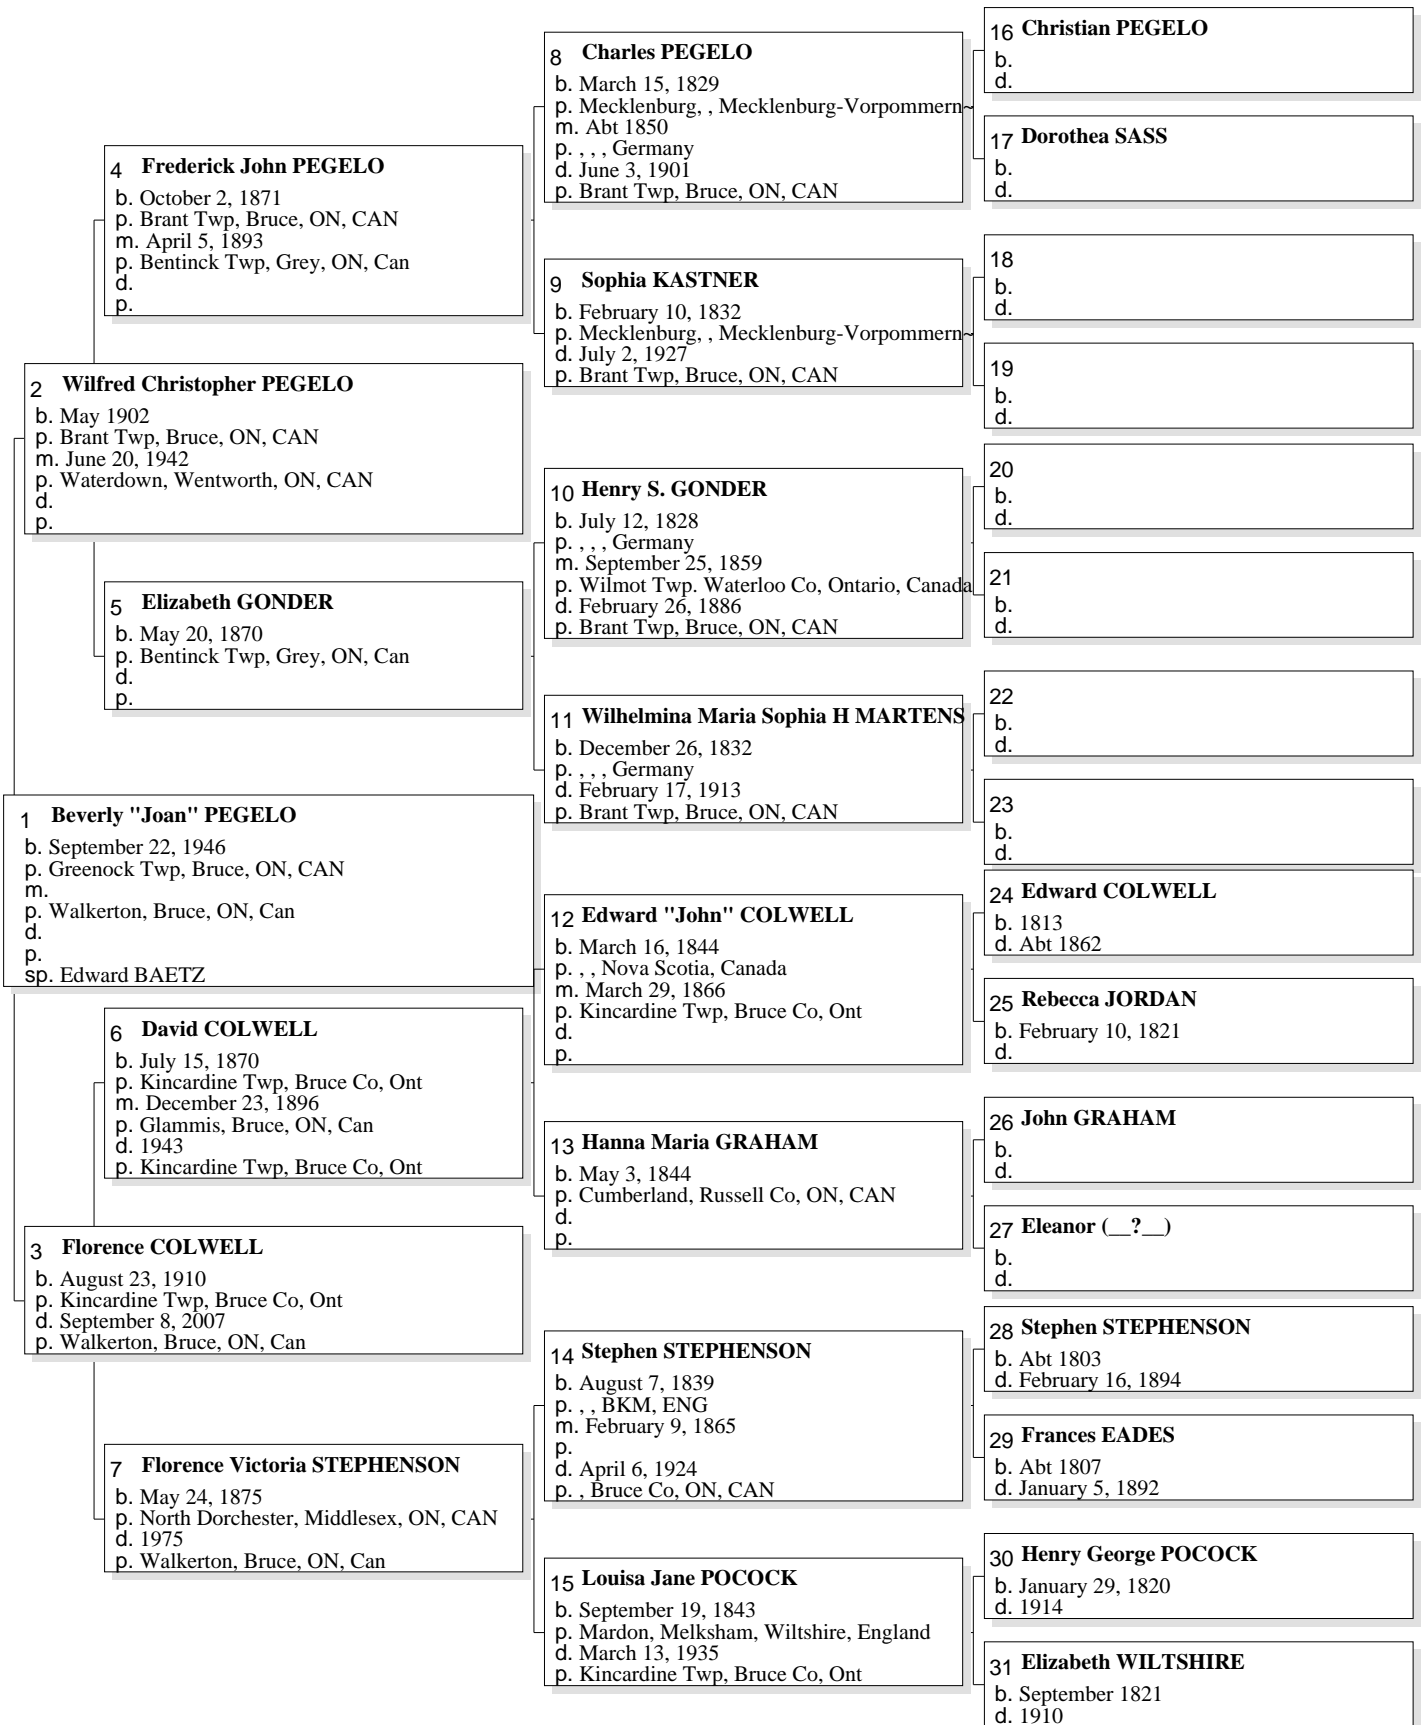 16 Christian PEGELO
b.
d.
8 Charles PEGELO
b. March 15, 1829
p. Mecklenburg, , Mecklenburg-Vorpommern~
m. Abt 1850
p. , , , Germany
d. June 3, 1901
p. Brant Twp, Bruce, ON, CAN
17 Dorothea SASS
b.
d.
4 Frederick John PEGELO
b. October 2, 1871
p. Brant Twp, Bruce, ON, CAN
m. April 5, 1893
p. Bentinck Twp, Grey, ON, Can
d.
p.
18
b.
d.
9 Sophia KASTNER
b. February 10, 1832
p. Mecklenburg, , Mecklenburg-Vorpommern~
d. July 2, 1927
p. Brant Twp, Bruce, ON, CAN
19
b.
d.
2 Wilfred Christopher PEGELO
b. May 1902
p. Brant Twp, Bruce, ON, CAN
m. June 20, 1942
p. Waterdown, Wentworth, ON, CAN
d.
p.
20
b.
d.
10 Henry S. GONDER
b. July 12, 1828
p. , , , Germany
m. September 25, 1859
p. Wilmot Twp. Waterloo Co, Ontario, Canada
d. February 26, 1886
p. Brant Twp, Bruce, ON, CAN
21
b.
d.
5 Elizabeth GONDER
b. May 20, 1870
p. Bentinck Twp, Grey, ON, Can
d.
p.
22
b.
d.
11 Wilhelmina Maria Sophia H MARTENS
b. December 26, 1832
p. , , , Germany
d. February 17, 1913
p. Brant Twp, Bruce, ON, CAN
23
b.
d.
1 Beverly "Joan" PEGELO
b. September 22, 1946
p. Greenock Twp, Bruce, ON, CAN
m.
p. Walkerton, Bruce, ON, Can
d.
p.
sp. Edward BAETZ
24 Edward COLWELL
b. 1813
d. Abt 1862
12 Edward "John" COLWELL
b. March 16, 1844
p. , , Nova Scotia, Canada
m. March 29, 1866
p. Kincardine Twp, Bruce Co, Ont
d.
p.
25 Rebecca JORDAN
b. February 10, 1821
d.
6 David COLWELL
b. July 15, 1870
p. Kincardine Twp, Bruce Co, Ont
m. December 23, 1896
p. Glammis, Bruce, ON, Can
d. 1943
p. Kincardine Twp, Bruce Co, Ont
26 John GRAHAM
b.
d.
13 Hanna Maria GRAHAM
b. May 3, 1844
p. Cumberland, Russell Co, ON, CAN
d.
p.
27 Eleanor (__?__)
b.
d.
3 Florence COLWELL
b. August 23, 1910
p. Kincardine Twp, Bruce Co, Ont
d. September 8, 2007
p. Walkerton, Bruce, ON, Can
28 Stephen STEPHENSON
b. Abt 1803
d. February 16, 1894
14 Stephen STEPHENSON
b. August 7, 1839
p. , , BKM, ENG
m. February 9, 1865
p.
d. April 6, 1924
p. , Bruce Co, ON, CAN
29 Frances EADES
b. Abt 1807
d. January 5, 1892
7 Florence Victoria STEPHENSON
b. May 24, 1875
p. North Dorchester, Middlesex, ON, CAN
d. 1975
p. Walkerton, Bruce, ON, Can
30 Henry George POCOCK
b. January 29, 1820
d. 1914
15 Louisa Jane POCOCK
b. September 19, 1843
p. Mardon, Melksham, Wiltshire, England
d. March 13, 1935
p. Kincardine Twp, Bruce Co, Ont
31 Elizabeth WILTSHIRE
b. September 1821
d. 1910